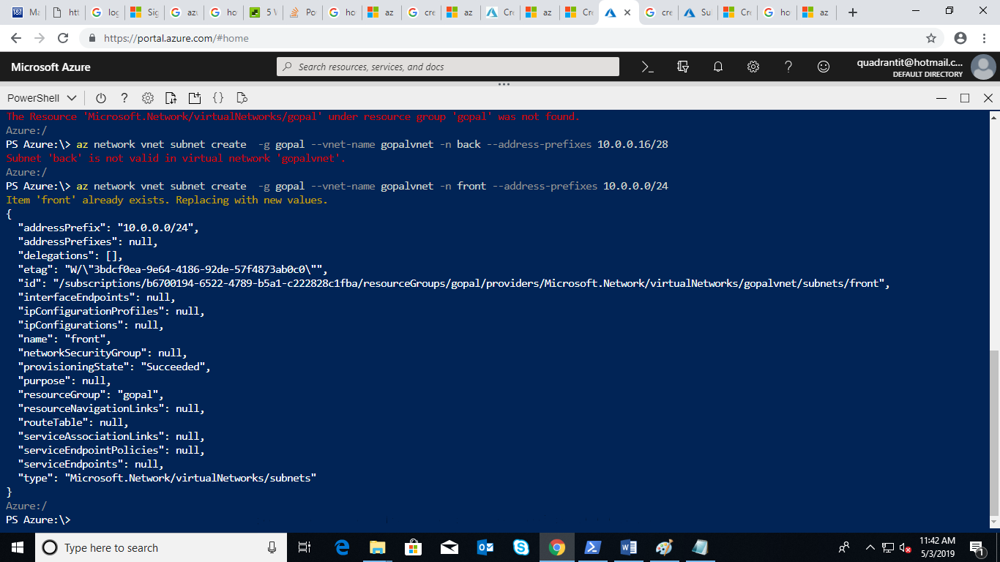 Ma
htt
log
Sig
azu
ho
5 V
Po
ho
az
cre
az
Cre
az
Cre
cre
Su
Cre
ho
az
https://portal.azure.com/#home
Microsoft Azure
Search resources, services, and docs
quadrantit@hotmail.c...
DEFAULT DIRECTORY
PowerShell
The Resource 'Microsoft.Network/virtualNetworks/gopal' under resource group 'gopal' was not found.
Azure:/
PS Azure:\> az network vnet subnet create  -g gopal --vnet-name gopalvnet -n back --address-prefixes 10.0.0.16/28
Subnet 'back' is not valid in virtual network 'gopalvnet'.
Azure:/
PS Azure:\> az network vnet subnet create  -g gopal --vnet-name gopalvnet -n front --address-prefixes 10.0.0.0/24
Item 'front' already exists. Replacing with new values.
{
  "addressPrefix": "10.0.0.0/24",
  "addressPrefixes": null,
  "delegations": [],
  "etag": "W/\"3bdcf0ea-9e64-4186-92de-57f4873ab0c0\"",
  "id": "/subscriptions/b6700194-6522-4789-b5a1-c222828c1fba/resourceGroups/gopal/providers/Microsoft.Network/virtualNetworks/gopalvnet/subnets/front",
  "interfaceEndpoints": null,
  "ipConfigurationProfiles": null,
  "ipConfigurations": null,
  "name": "front",
  "networkSecurityGroup": null,
  "provisioningState": "Succeeded",
  "purpose": null,
  "resourceGroup": "gopal",
  "resourceNavigationLinks": null,
  "routeTable": null,
  "serviceAssociationLinks": null,
  "serviceEndpointPolicies": null,
  "serviceEndpoints": null,
  "type": "Microsoft.Network/virtualNetworks/subnets"
}
Azure:/
PS Azure:\>
Type here to search
11:42 AM
5/3/2019
1